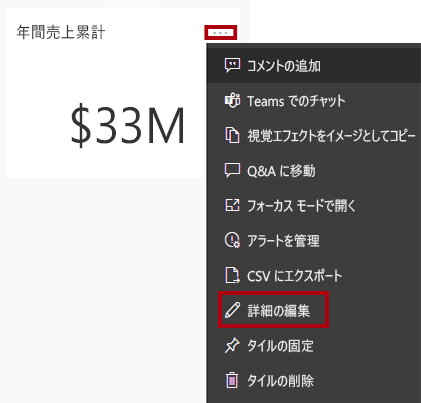 年間売上累計
...
$33M
コメントの追加
Teams でのチャット
視覚エフェクトをイメージとしてコピー
Q&A に移動
フォーカス モードで開く
アラートを管理
CSV にエクスポート
詳細の編集
タイルの固定
タイルの削除